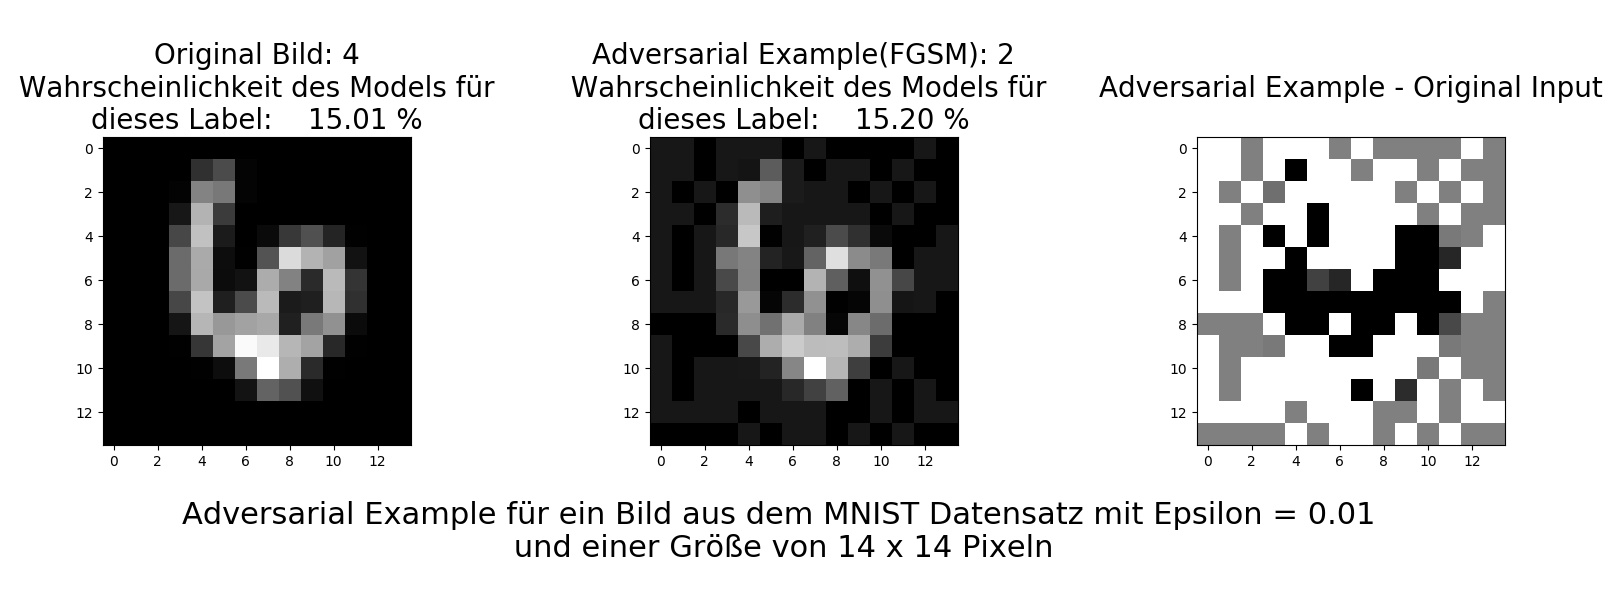 Original Bild: 4
Wahrscheinlichkeit des Models für
dieses Label:    15.01 %
0
2
4
6
8
10
12
0 2 4 6 8 10 12
Adversarial Example(FGSM): 2
Wahrscheinlichkeit des Models für
dieses Label:    15.20 %
0
2
4
6
8
10
12
0 2 4 6 8 10 12
Adversarial Example - Original Input
0
2
4
6
8
10
12
0 2 4 6 8 10 12
Adversarial Example für ein Bild aus dem MNIST Datensatz mit Epsilon = 0.01
und einer Größe von 14 x 14 Pixeln